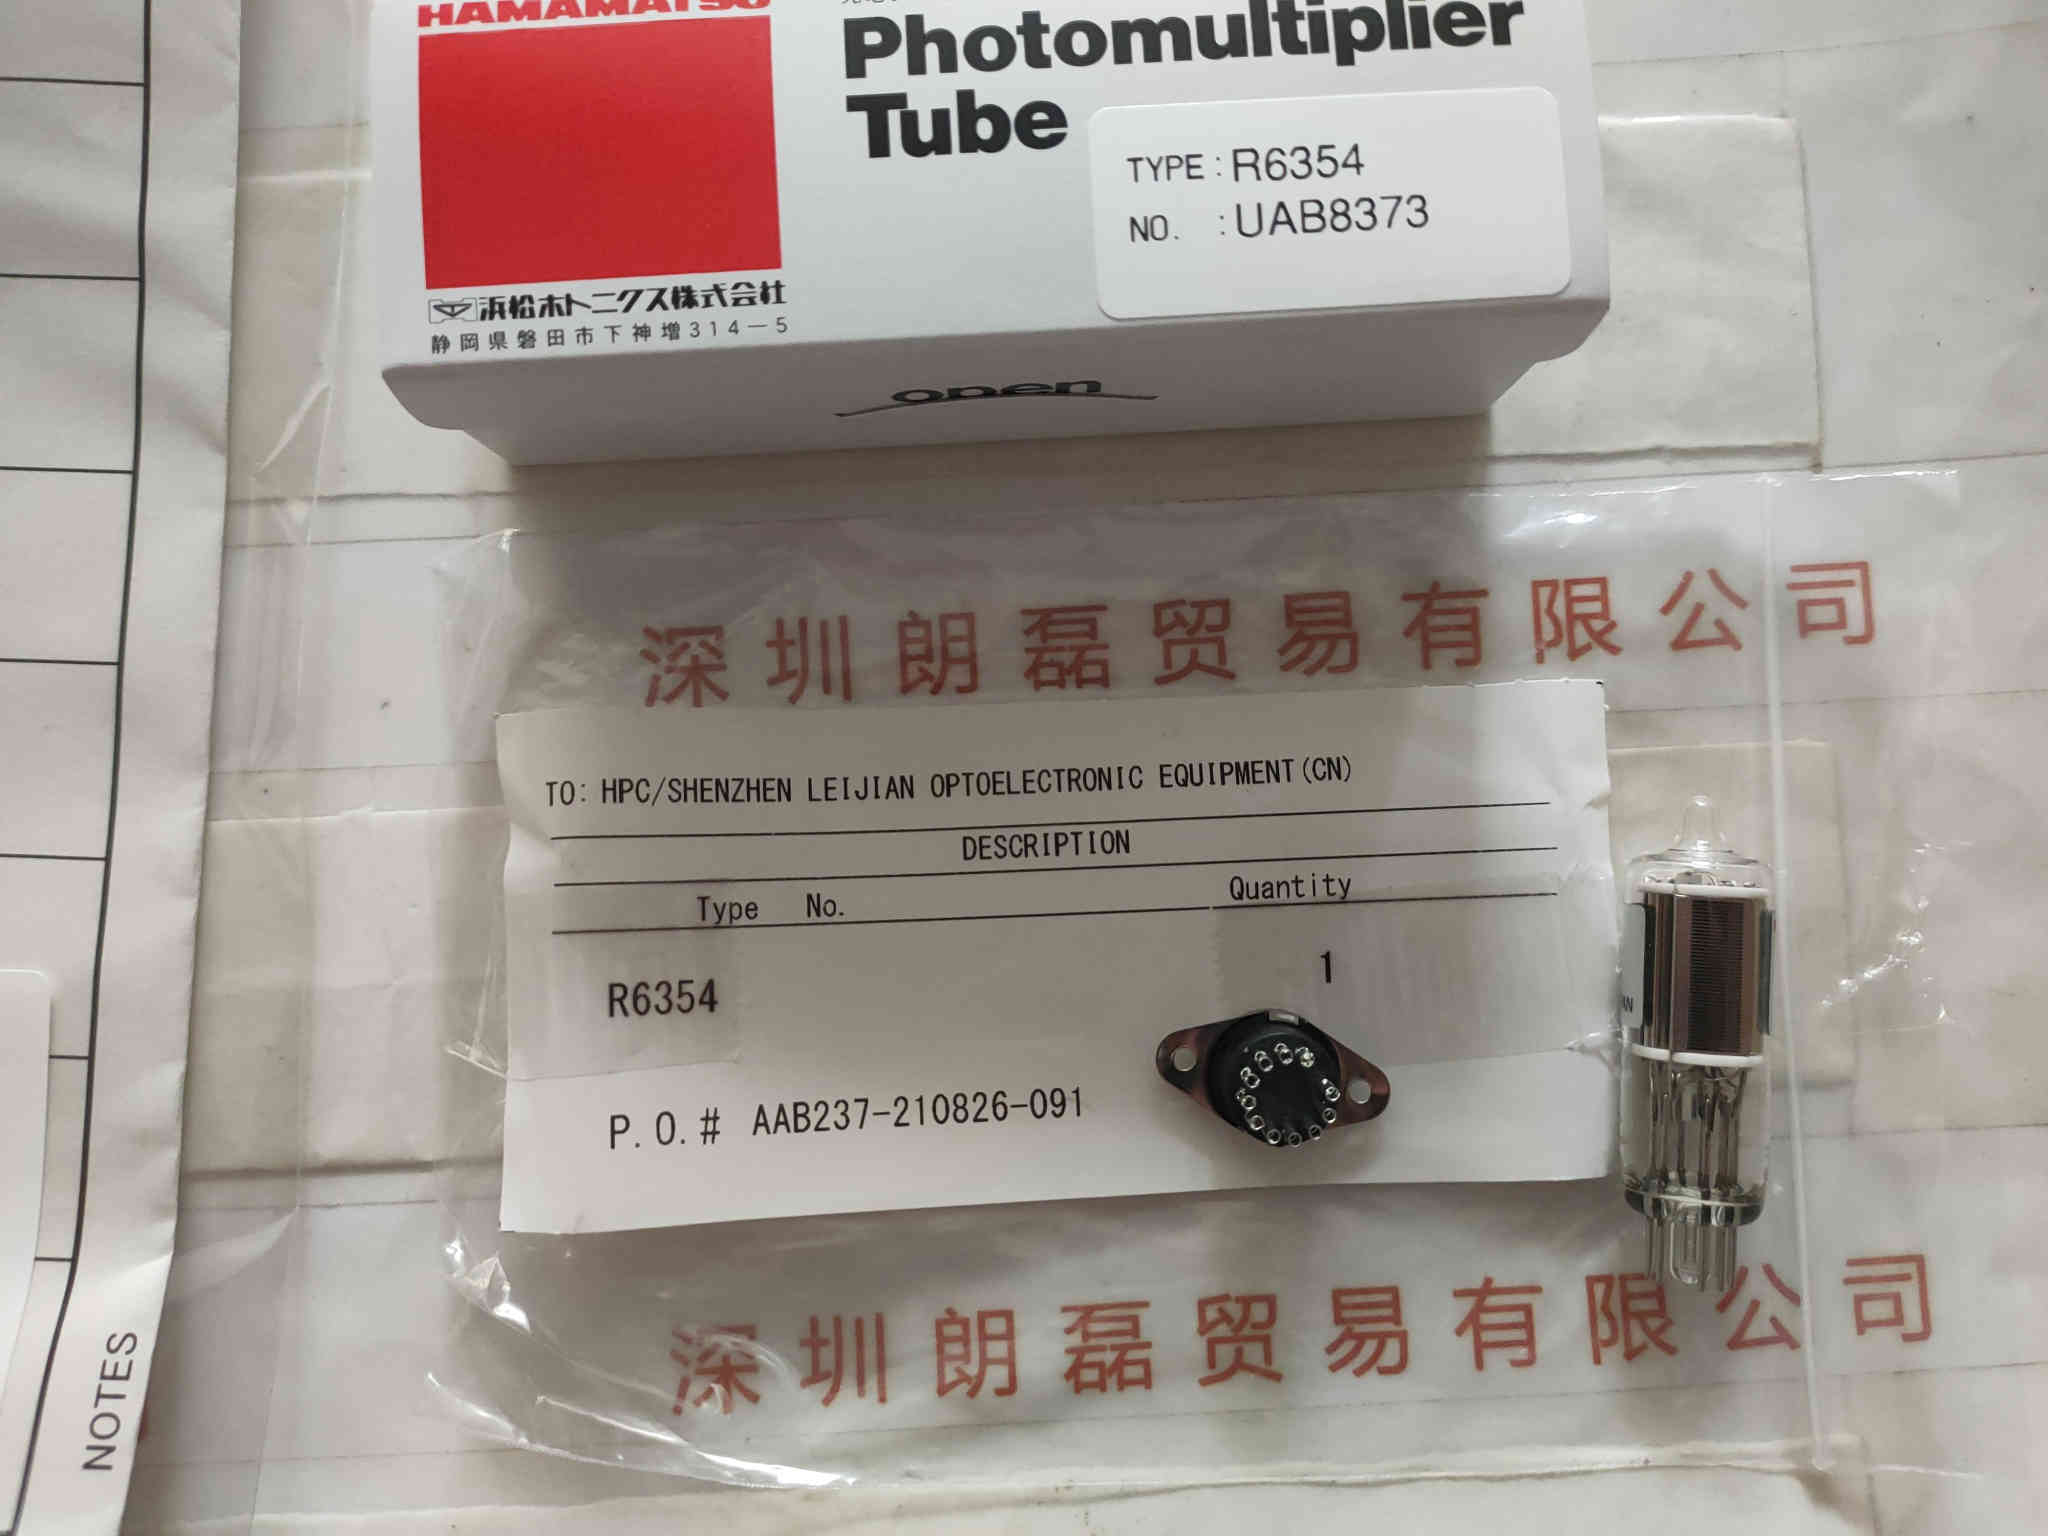 HAMAMATSU
Photomultiplier
Tube
TYPE : R6354
NO. : UAB8373
浜松ホトニクス株式会社
静岡県磐田市下神増314-5
open
深圳朗磊贸易有限公司
TO: HPC/SHENZHEN LEIJIAN OPTOELECTRONIC EQUIPMENT(CN)
DESCRIPTION
Type No. Quantity
R6354 1
P.O.# AAB237-210826-091
深圳朗磊贸易有限公司
NOTES